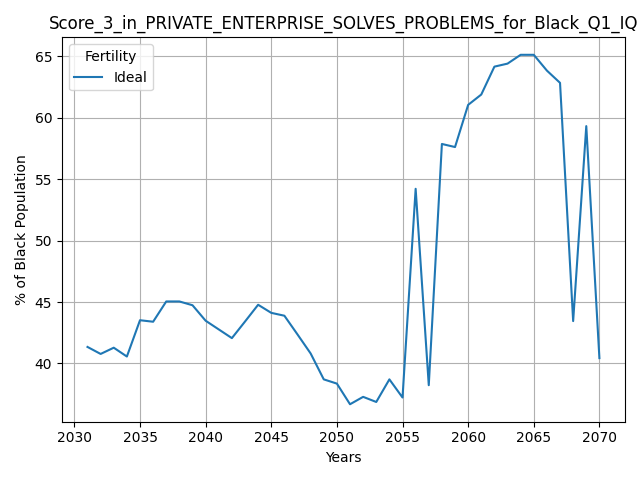 Score_3_in_PRIVATE_ENTERPRISE_SOLVES_PROBLEMS_for_Black_Q1_IQ
Fertility
Ideal
% of Black Population
65
60
55
50
45
40
2030 2035 2040 2045 2050 2055 2060 2065 2070
Years